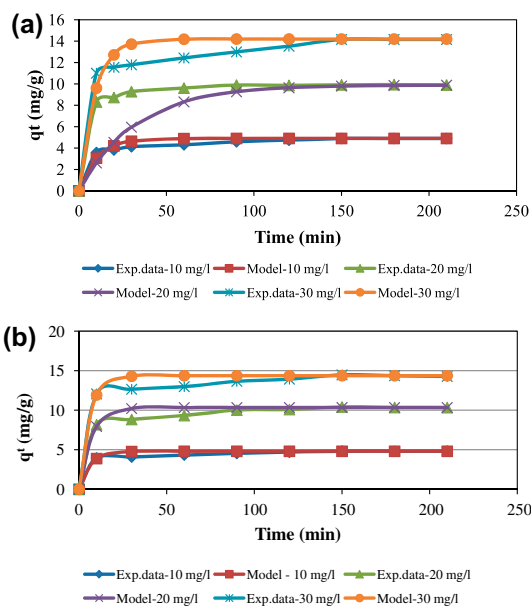 (a)
16
14
12
10
8
6
4
2
0
qt (mg/g)
0 50 100 150 200 250
Time (min)
Exp.data-10 mg/l Model-10 mg/l Exp.data-20 mg/l
Model-20 mg/l Exp.data-30 mg/l Model-30 mg/l
(b)
20
15
10
5
0
qᵗ (mg/g)
0 50 100 150 200 250
Time (min)
Exp.data-10 mg/l Model - 10 mg/l Exp.data-20 mg/l
Model-20 mg/l Exp.data-30 mg/l Model-30 mg/l